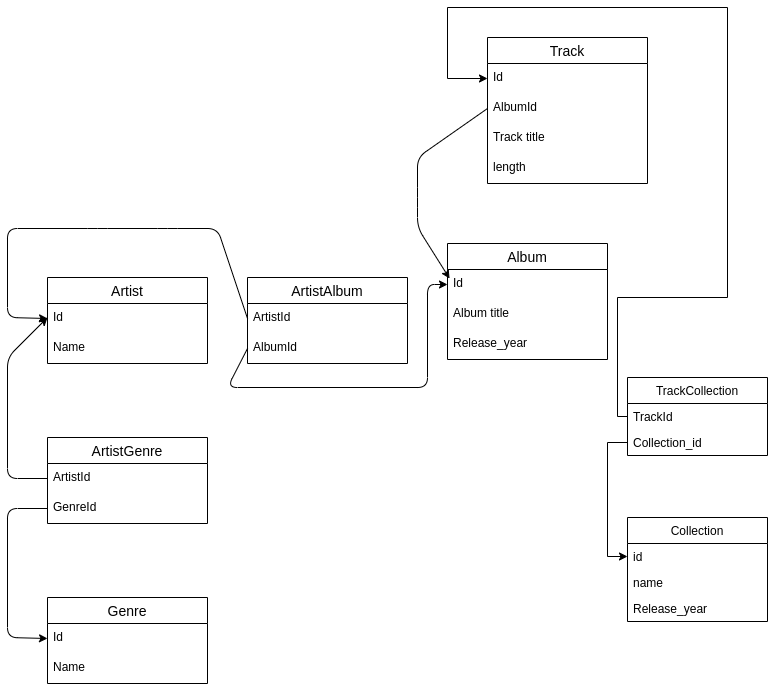 Track
Id
AlbumId
Track title
length
Album
Id
Album title
Release_year
Artist
Id
Name
ArtistAlbum
ArtistId
AlbumId
TrackCollection
TrackId
Collection_id
ArtistGenre
ArtistId
GenreId
Collection
id
name
Release_year
Genre
Id
Name